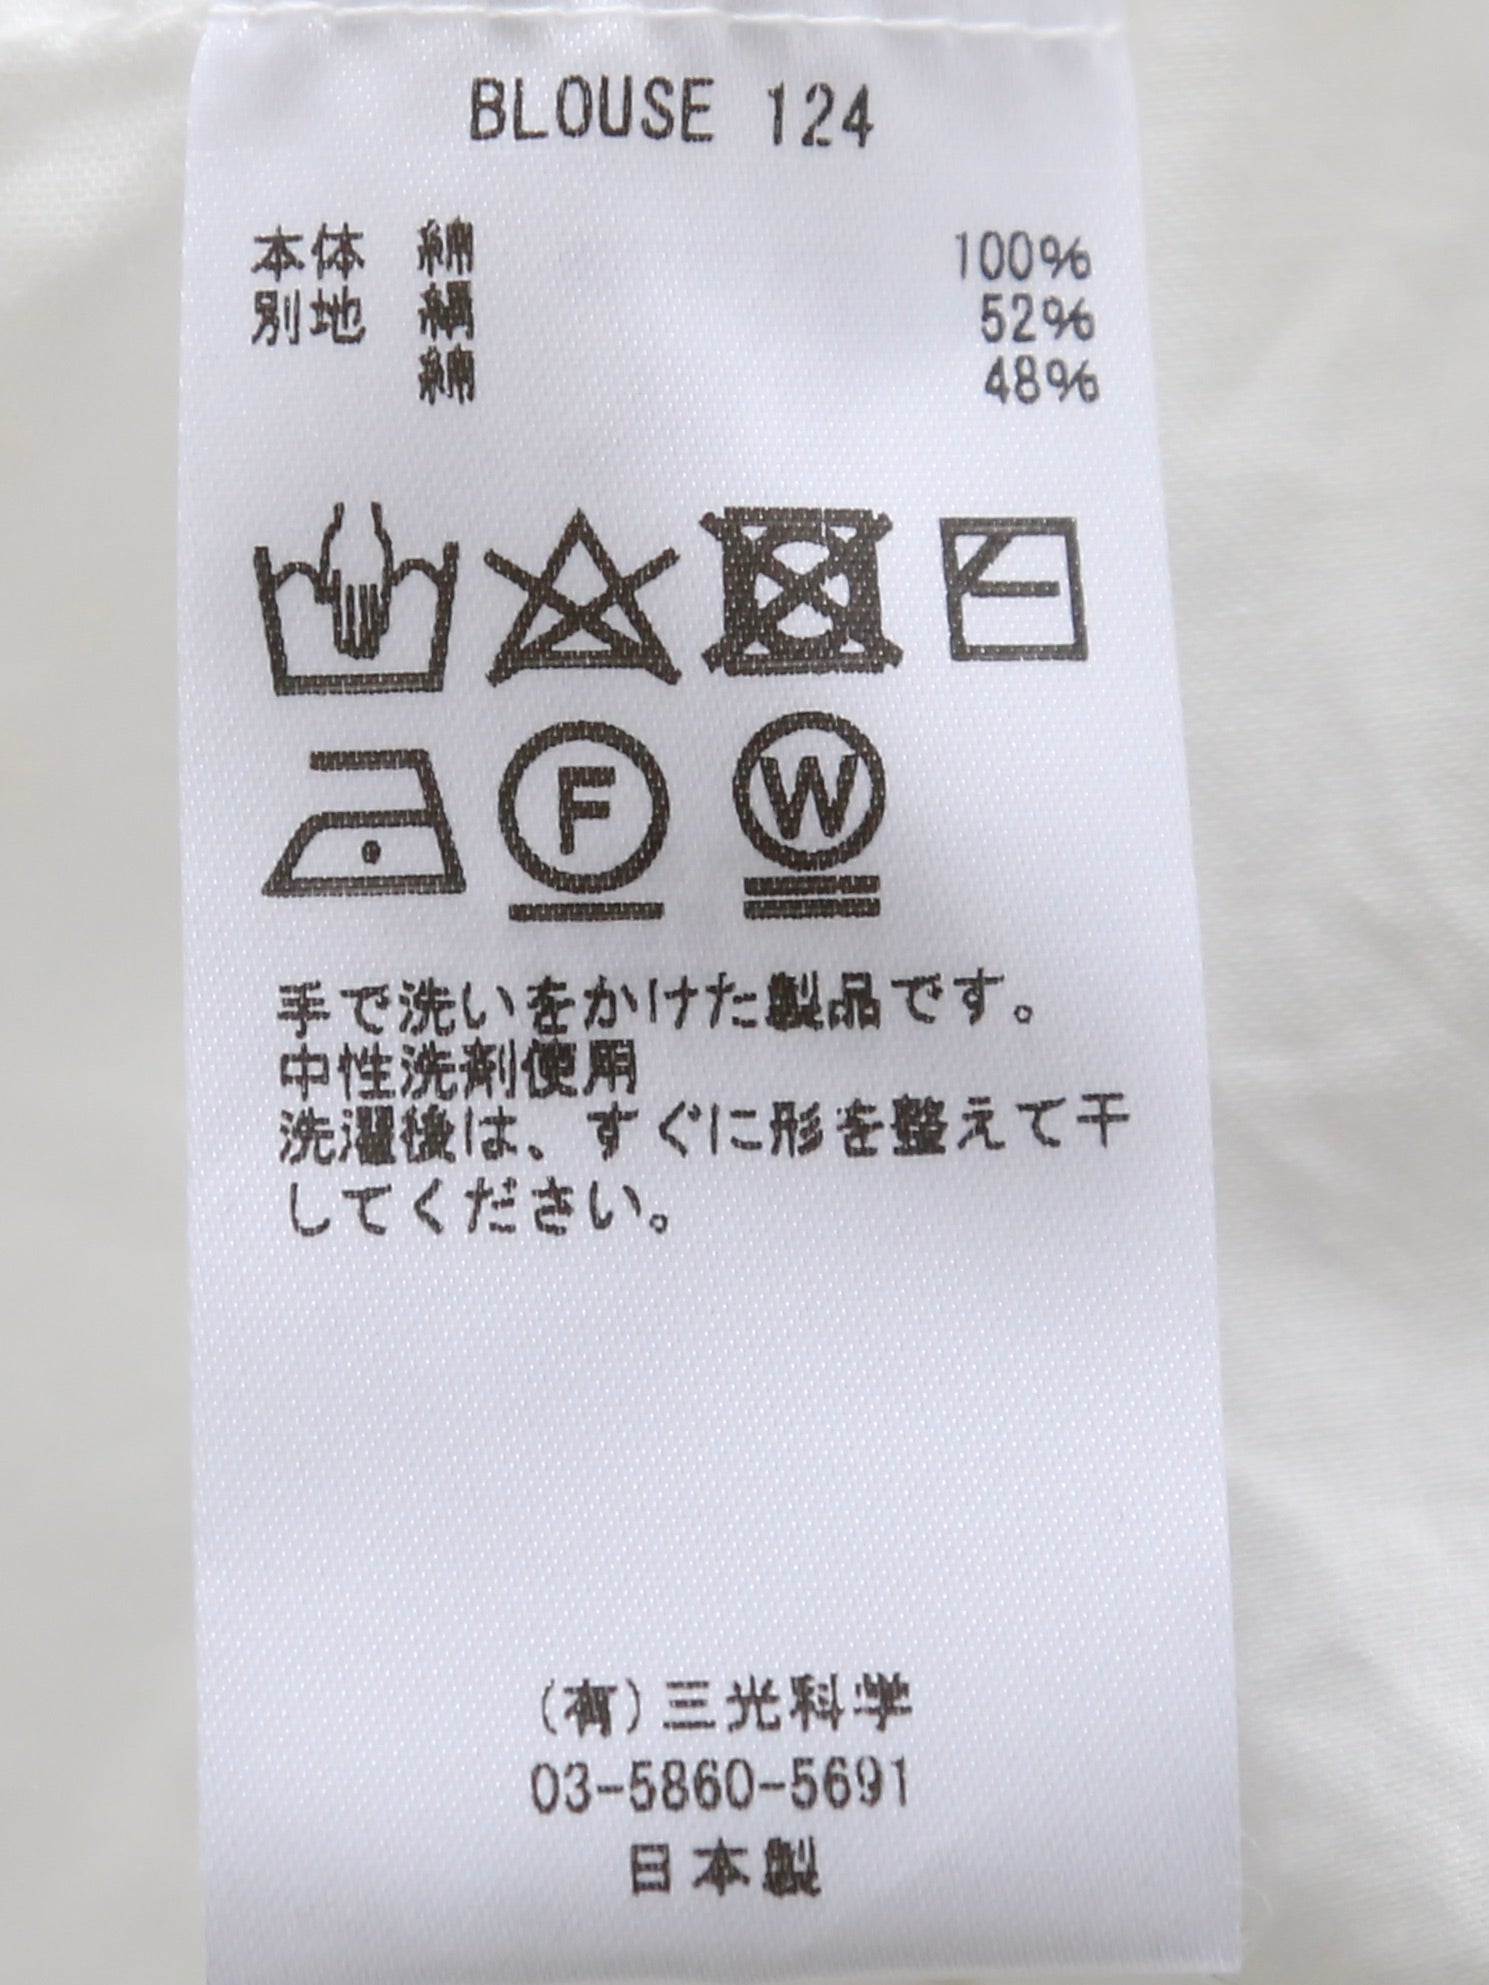 BLOUSE 124
本体 綿 100%
別地 絹 52%
綿 48%
F
W
手で洗いをかけた製品です。
中性洗剤使用
洗濯後は、すぐに形を整えて干
してください。
(有)三光科学
03-5860-5691
日本製